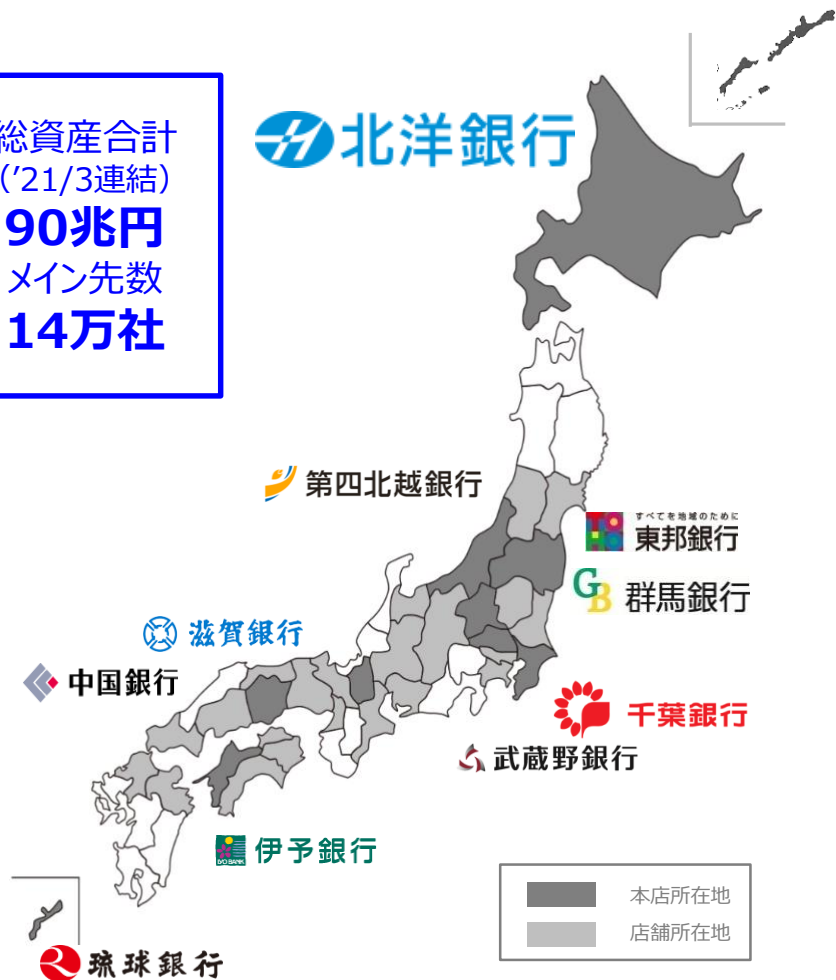 総資産合計
('21/3連結)
90兆円
メイン先数
14万社
北洋銀行
第四北越銀行
すべてを地域のために
東邦銀行
GB 群馬銀行
滋賀銀行
中国銀行
千葉銀行
武蔵野銀行
IYO BANK 伊予銀行
本店所在地
店舗所在地
琉球銀行